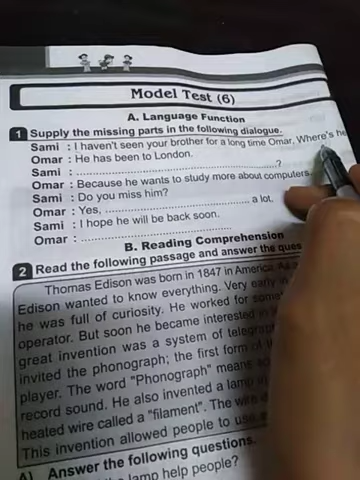 Model Test (6)
A. Language Function
1 Supply the missing parts in the following dialogue.
Sami : I haven't seen your brother for a long time Omar, Where's he
Omar : He has been to London.
Sami : ............................................................?
Omar : Because he wants to study more about computers.
Sami : Do you miss him?
Omar : Yes, ............................................ a lot.
Sami : I hope he will be back soon.
Omar : ..............................................
B. Reading Comprehension
2 Read the following passage and answer the ques
Thomas Edison was born in 1847 in America.
Edison wanted to know everything. Very early in
he was full of curiosity. He worked for some
operator. But soon he became interested in
great invention was a system of telegraph
invited the phonograph; the first form of
player. The word "Phonograph" means
record sound. He also invented a lamp
heated wire called a "filament". The wire
This invention allowed people to use
A) Answer the following questions.
lamp help people?